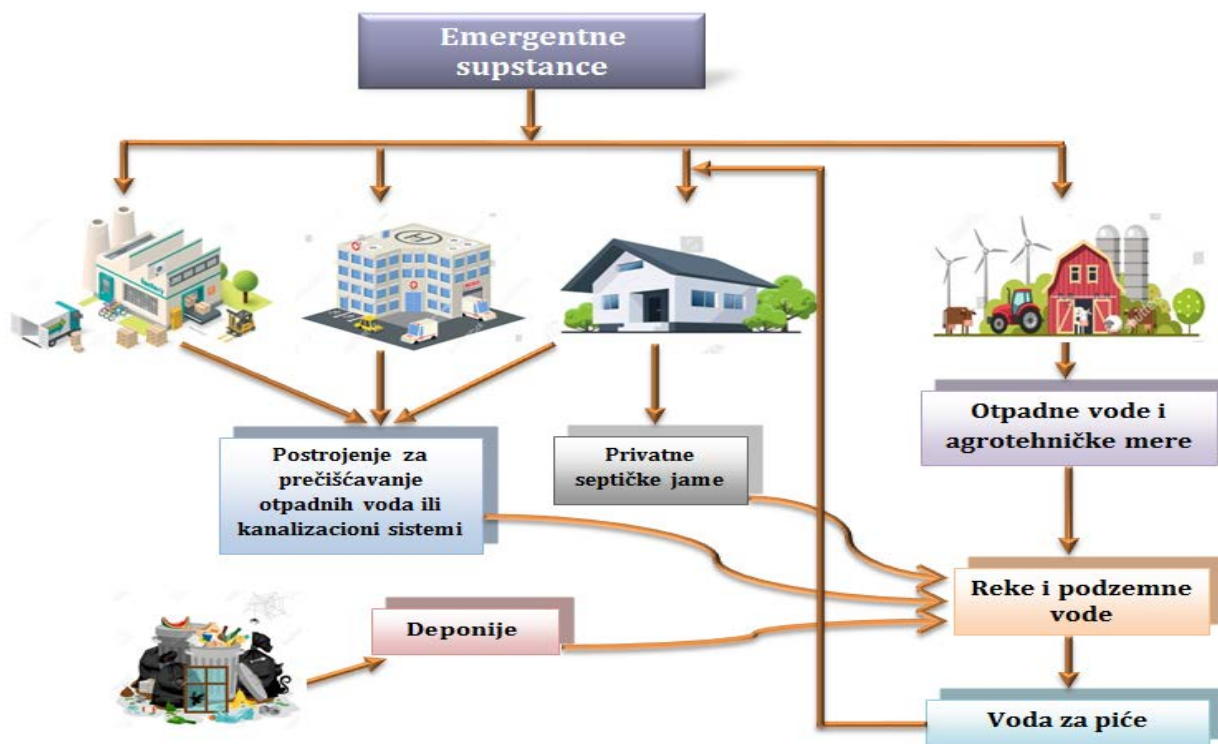 Emergentne
supstance
H
Otpadne vode i
agrotehničke mere
Postrojenje za
prečišćavanje
otpadnih voda ili
kanalizacioni sistemi
Privatne
septičke jame
Reke i podzemne
vode
Deponije
Voda za piće